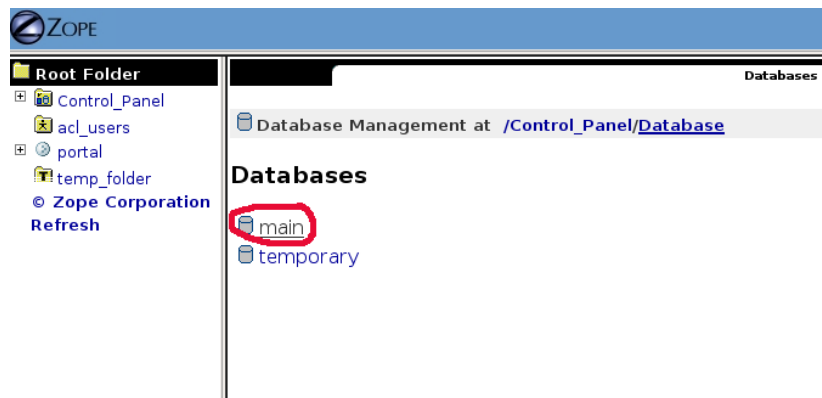 ZOPE
Root Folder
Control_Panel
acl_users
portal
temp_folder
© Zope Corporation
Refresh
Databases
Database Management at /Control_Panel/Database
Databases
main
temporary